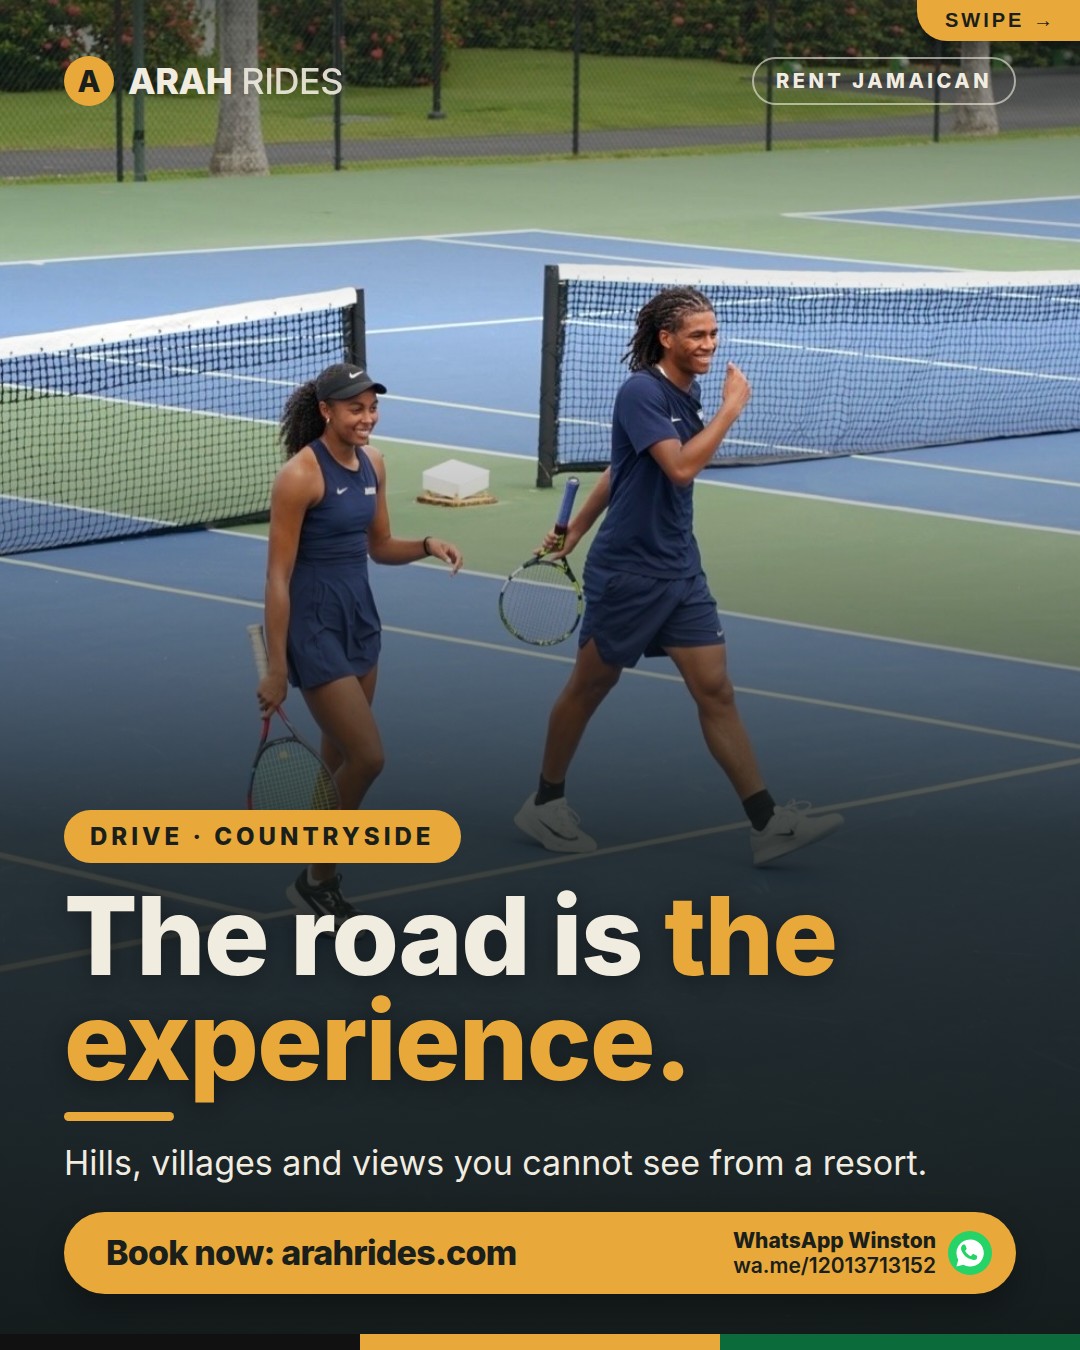 SWIPE →
A ARAH RIDES
RENT JAMAICAN
DRIVE · COUNTRYSIDE
The road is the
experience.
Hills, villages and views you cannot see from a resort.
Book now: arahrides.com
WhatsApp Winston
wa.me/12013713152